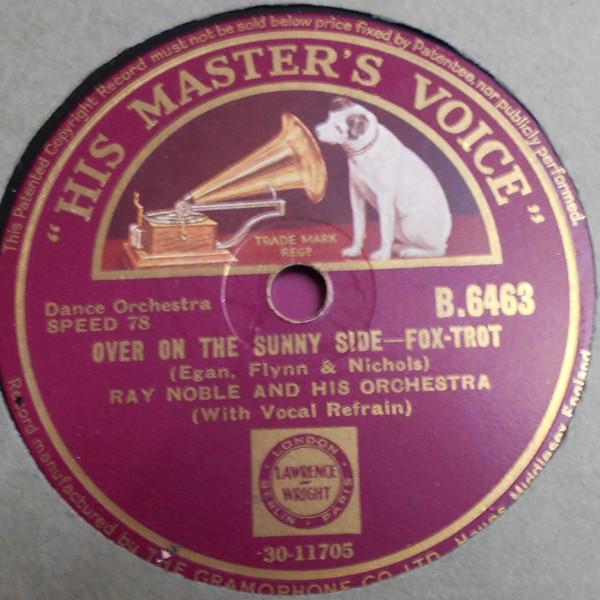 This Patented Copyright Record must not be sold below price fixed by Patentee, nor publicly performed.
"HIS MASTER'S VOICE"
TRADE MARK
REGD
Dance Orchestra
SPEED 78
B.6463
OVER ON THE SUNNY SIDE—FOX-TROT
(Egan, Flynn & Nichols)
RAY NOBLE AND HIS ORCHESTRA
(With Vocal Refrain)
LONDON
LAWRENCE
WRIGHT
BERLIN · PARIS
30-11705
Record manufactured by THE GRAMOPHONE CO. LTD. Hayes Middlesex England